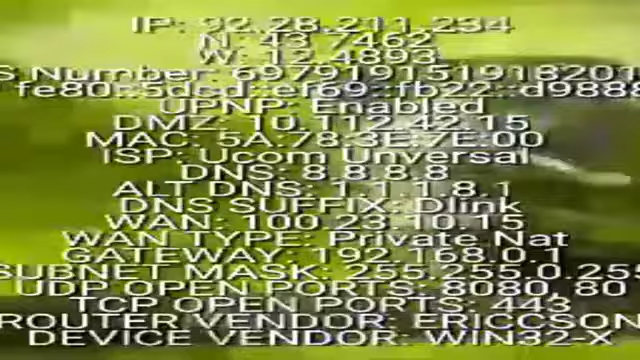 IP: 92.28.211.234
N: 43.7462
W: 12.4893
S.Number: 6979191519182016
fe80::5dcd::ef69::fb22::d9888
UPNP: Enabled
DMZ: 10.112.42.15
MAC: 5A:78:3E:7E:00
ISP: Ucom Unversal
DNS: 8.8.8.8
ALT DNS: 1.1.1.8.1
DNS SUFFIX: Dlink
WAN: 100.23.10.15
WAN TYPE: Private Nat
GATEWAY: 192.168.0.1
SUBNET MASK: 255.255.0.255
UDP OPEN PORTS: 8080, 80
TCP OPEN PORTS: 443
ROUTER VENDOR: ERICCSON
DEVICE VENDOR: WIN32-X